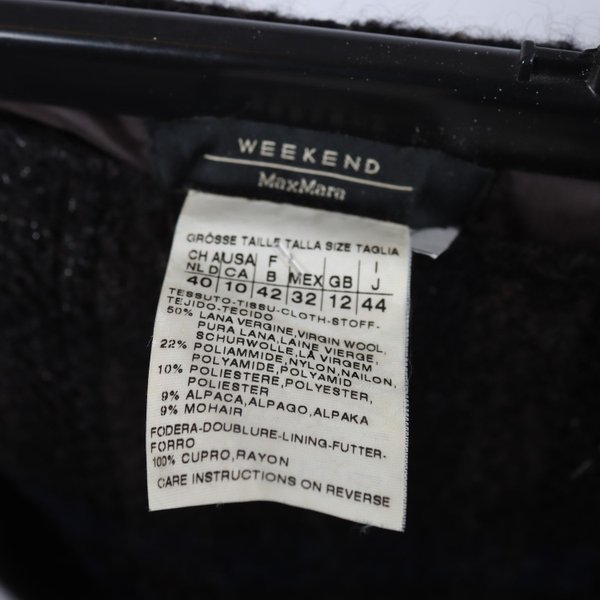 WEEKEND
MaxMara
GRÖSSE TAILLE TALLA SIZE TAGLIA
CH A USA F I
NL D CA B MEX GB J
40 10 42 32 12 44
TESSUTO-TISSU-CLOTH-STOFF-
TEJIDO-TECIDO
50% LANA VERGINE,VIRGIN WOOL,
PURA LANA,LAINE VIERGE,
SCHURWOLLE,LÃ VIRGEM
22% POLIAMMIDE,NYLON,NAILON,
POLYAMIDE,POLYAMID
10% POLIESTERE,POLYESTER,
POLIESTER
9% ALPACA,ALPAGO,ALPAKA
9% MOHAIR
FODERA-DOUBLURE-LINING-FUTTER-
FORRO
100% CUPRO,RAYON
CARE INSTRUCTIONS ON REVERSE